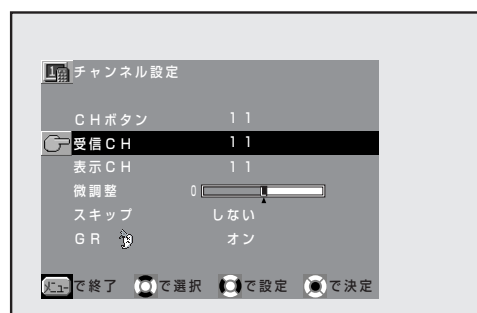 チャンネル設定
CHボタン 11
受信CH 11
表示CH 11
微調整 0
スキップ しない
GR オン
メニューで終了 で選択 で設定 で決定